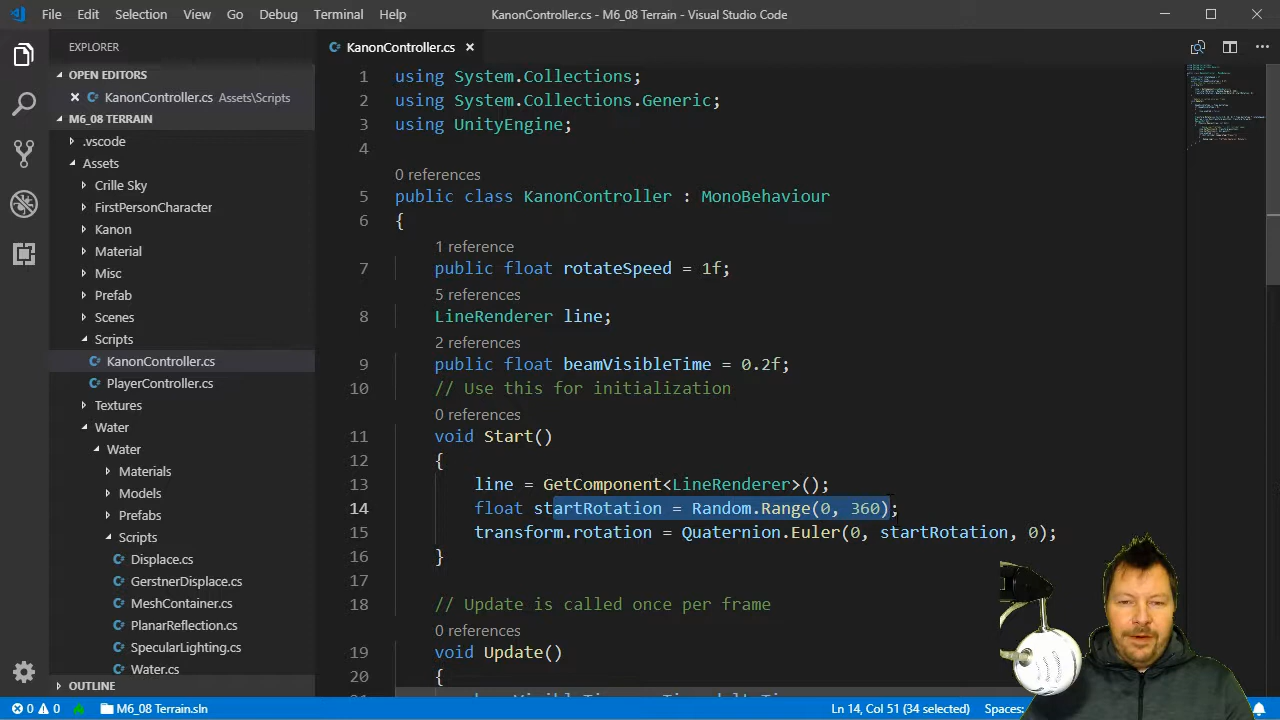 File Edit Selection View Go Debug Terminal Help KanonController.cs - M6_08 Terrain - Visual Studio Code
EXPLORER
OPEN EDITORS
KanonController.cs Assets\Scripts
M6_08 TERRAIN
.vscode
Assets
Crille Sky
FirstPersonCharacter
Kanon
Material
Misc
Prefab
Scenes
Scripts
KanonController.cs
PlayerController.cs
Textures
Water
Water
Materials
Models
Prefabs
Scripts
Displace.cs
GerstnerDisplace.cs
MeshContainer.cs
PlanarReflection.cs
SpecularLighting.cs
Water.cs
OUTLINE
KanonController.cs
1 using System.Collections;
2 using System.Collections.Generic;
3 using UnityEngine;
4
0 references
5 public class KanonController : MonoBehaviour
6 {
1 reference
7 public float rotateSpeed = 1f;
5 references
8 LineRenderer line;
2 references
9 public float beamVisibleTime = 0.2f;
10 // Use this for initialization
0 references
11 void Start()
12 {
13 line = GetComponent<LineRenderer>();
14 float startRotation = Random.Range(0, 360);
15 transform.rotation = Quaternion.Euler(0, startRotation, 0);
16 }
17
18 // Update is called once per frame
0 references
19 void Update()
20 {
0 0 M6_08 Terrain.sln Ln 14, Col 51 (34 selected) Spaces: